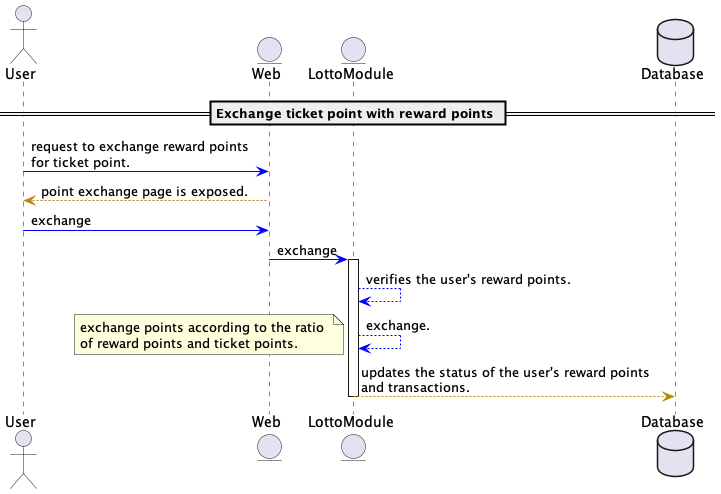 User
Web
LottoModule
Database
Exchange ticket point with reward points
request to exchange reward points
for ticket point.
point exchange page is exposed.
exchange
exchange
verifies the user's reward points.
exchange points according to the ratio
of reward points and ticket points.
exchange.
updates the status of the user's reward points
and transactions.
User
Web
LottoModule
Database